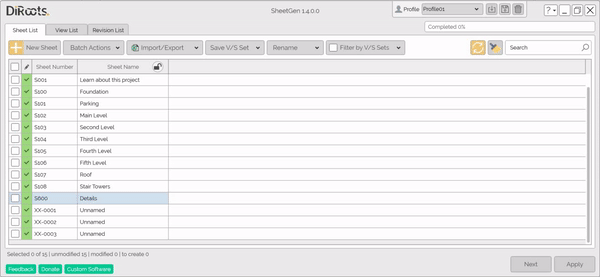 DiRoots.
SheetGen 1.4.0.0
Profile Profile01
? _ ×
Sheet List View List Revision List
Completed 0%
New Sheet Batch Actions Import/Export Save V/S Set Rename Filter by V/S Sets Search
Sheet Number Sheet Name
S001 Learn about this project
S100 Foundation
S101 Parking
S102 Main Level
S103 Second Level
S104 Third Level
S105 Fourth Level
S106 Fifth Level
S107 Roof
S108 Stair Towers
S600 Details
XX-0001 Unnamed
XX-0002 Unnamed
XX-0003 Unnamed
Selected 0 of 15 | unmodified 15 | modified 0 | to create 0
Feedback Donate Custom Software
Next Apply